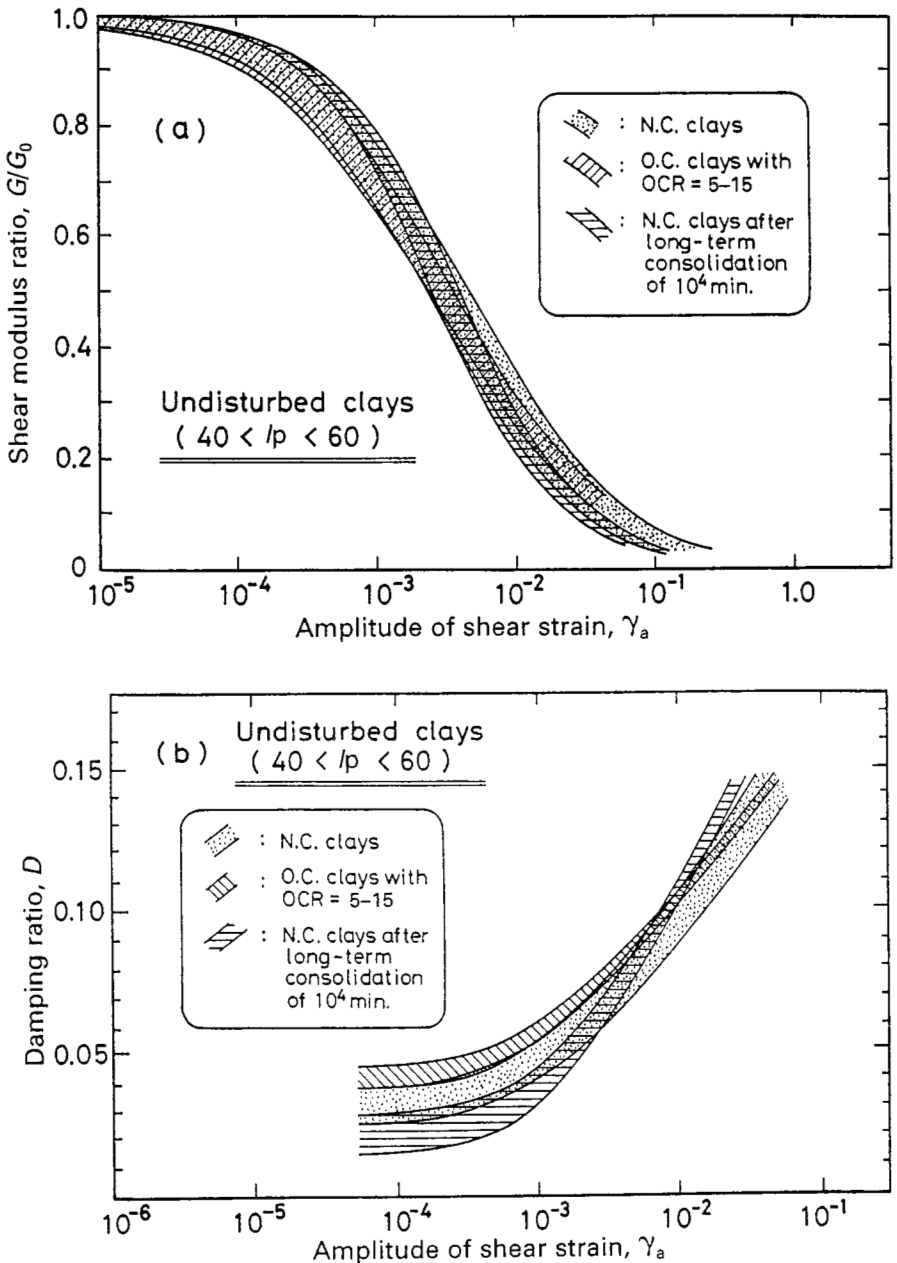 1.0
0.8
0.6
0.4
0.2
0
Shear modulus ratio, G/G₀
(a)
: N.C. clays
: O.C. clays with
OCR = 5–15
: N.C. clays after
long-term
consolidation
of 10⁴ min.
Undisturbed clays
( 40 < Ip < 60 )
10⁻⁵
10⁻⁴
10⁻³
10⁻²
10⁻¹
1.0
Amplitude of shear strain, γₐ
(b)
Undisturbed clays
( 40 < Ip < 60 )
0.15
0.10
0.05
0
Damping ratio, D
: N.C. clays
: O.C. clays with
OCR = 5–15
: N.C. clays after
long-term
consolidation
of 10⁴ min.
10⁻⁶
10⁻⁵
10⁻⁴
10⁻³
10⁻²
10⁻¹
Amplitude of shear strain, γₐ